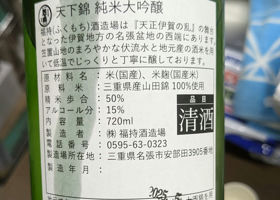 天下錦 純米大吟醸
福持(ふくもち)酒造場は『天正伊賀の乱』の舞台
となった伊賀地方の名張盆地の西端にあります。
笠置山地のまろやかな伏流水と地元産の酒米を
いて低温でじっくりと丁寧に醸しております。
原材料名：米(国産)、米麹(国産米)
原料米：三重県産山田錦 100%使用
精米歩合：50%
アルコール分：15%
内容量：720ml
製造者：㈱ 福持酒造場
電話番号：0595-63-0323
製造場所在地：三重県名張市安部田3905番地
製造年月：
品目
清酒
2025.